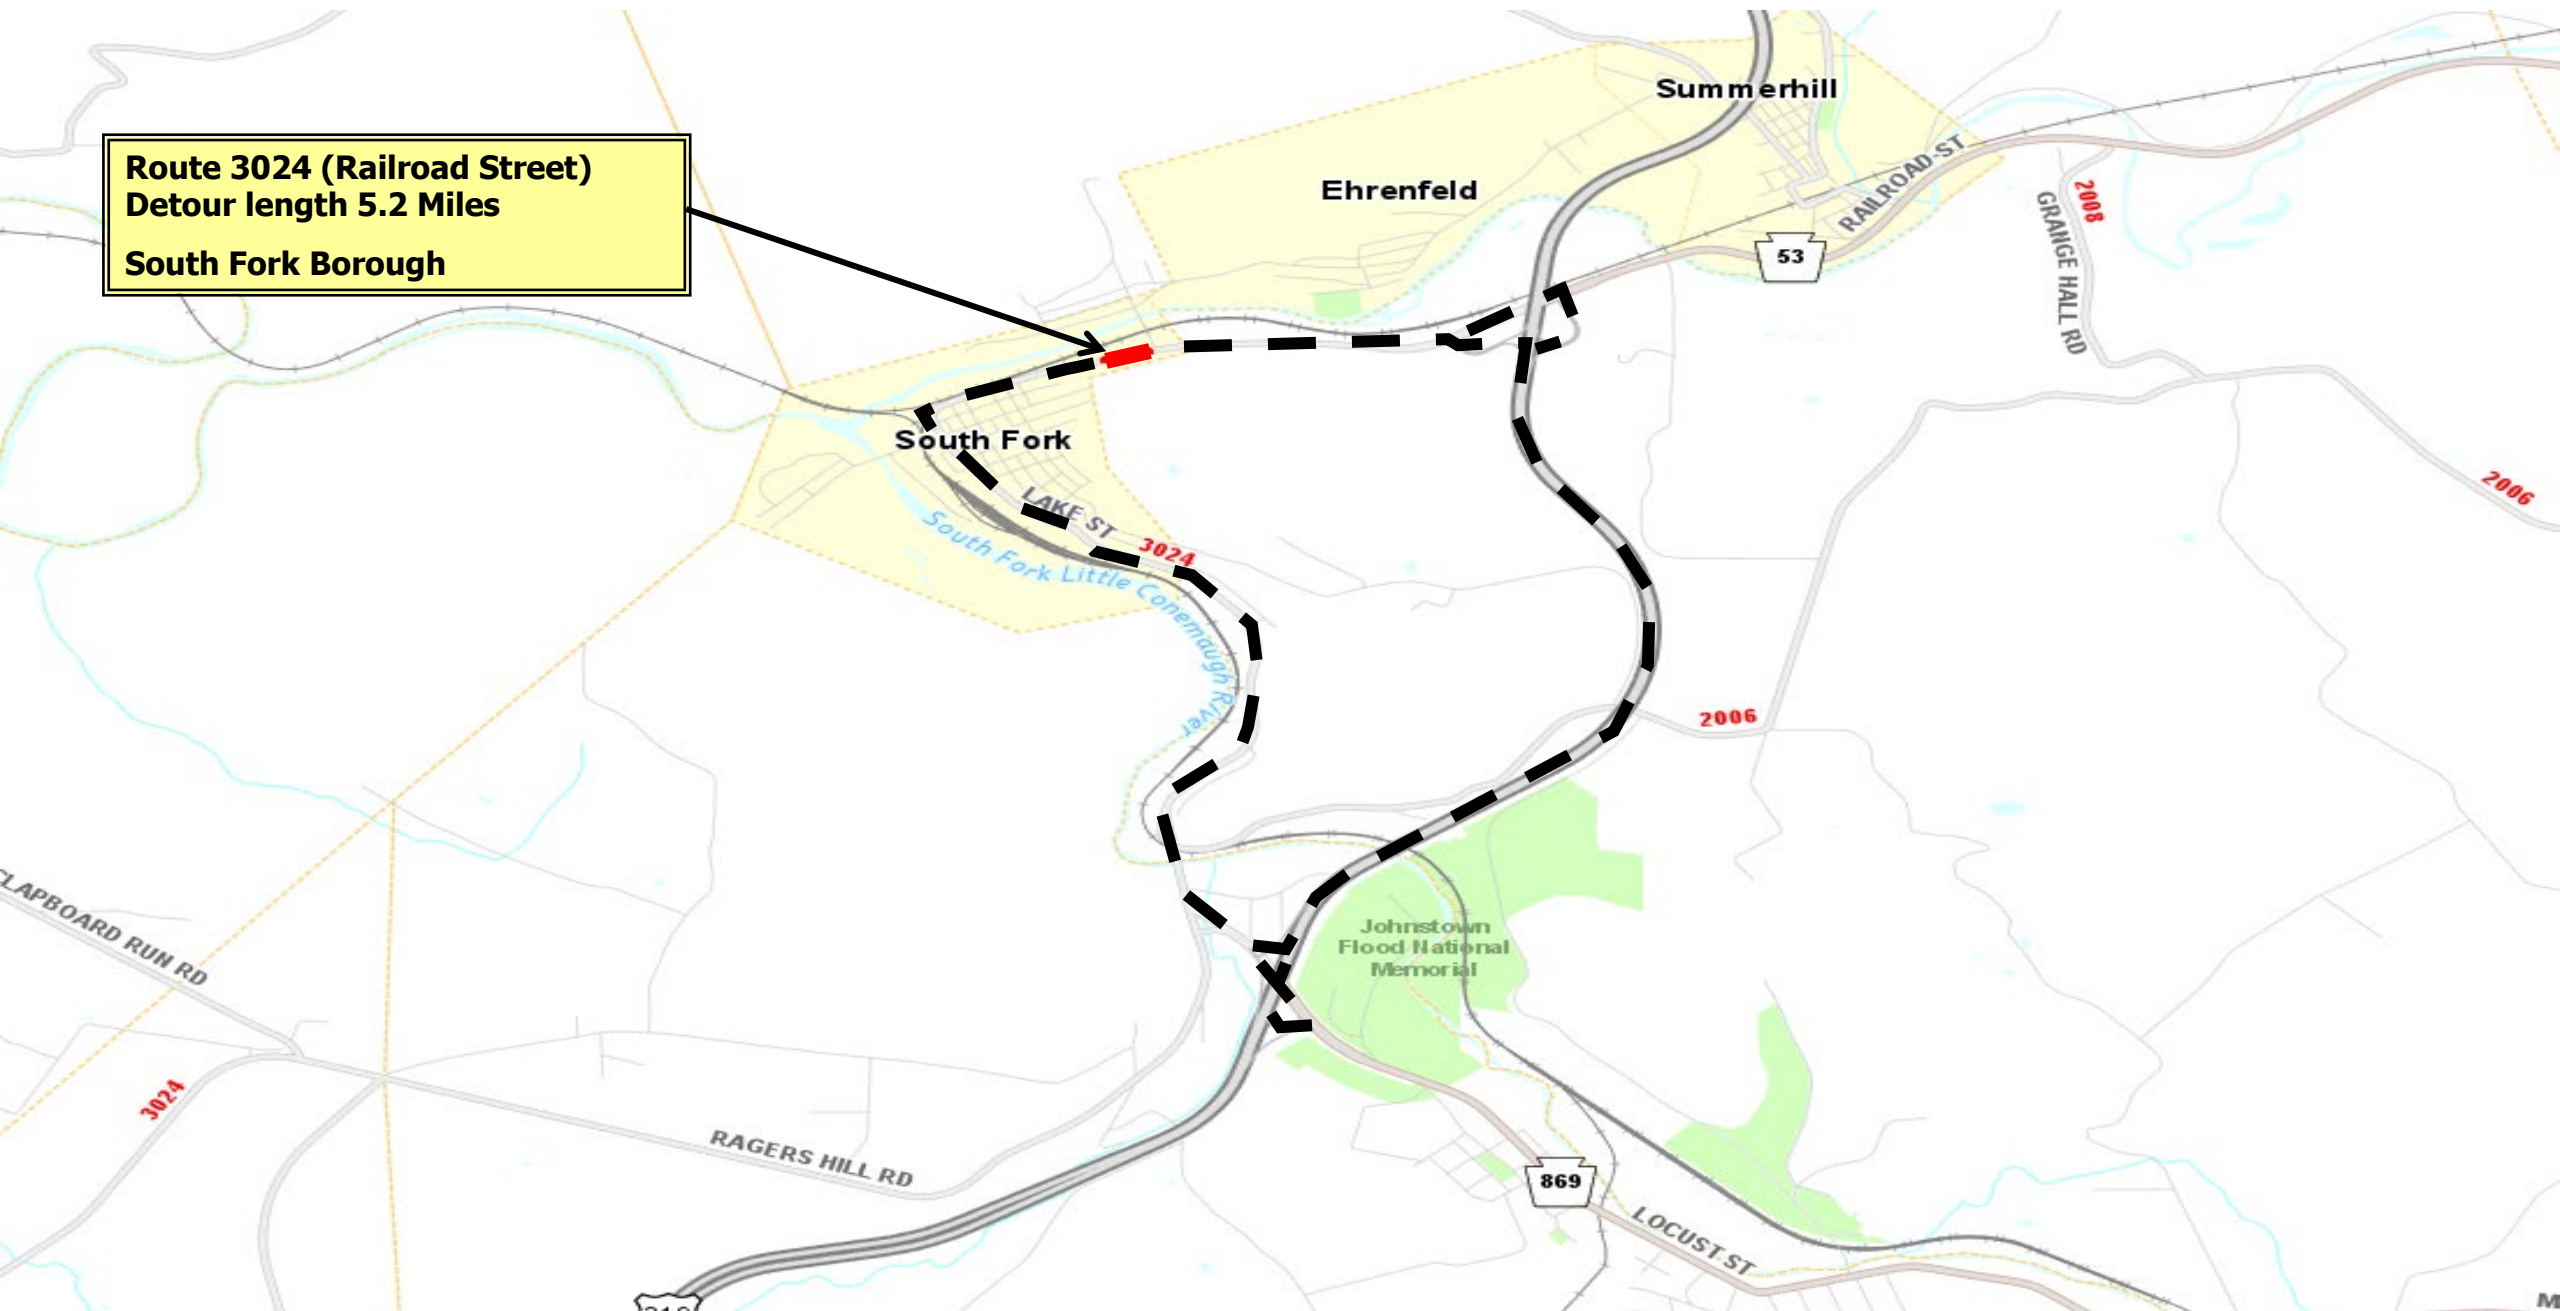 Summerhill
Route 3024 (Railroad Street)
Detour length 5.2 Miles
South Fork Borough
Ehrenfeld
RAILROAD ST
2008
GRANGE HALL RD
53
South Fork
LAKE ST
3024
South Fork Little Conemaugh River
2006
2006
CLAPBOARD RUN RD
Johnstown
Flood National
Memorial
3024
RAGERS HILL RD
869
LOCUST ST